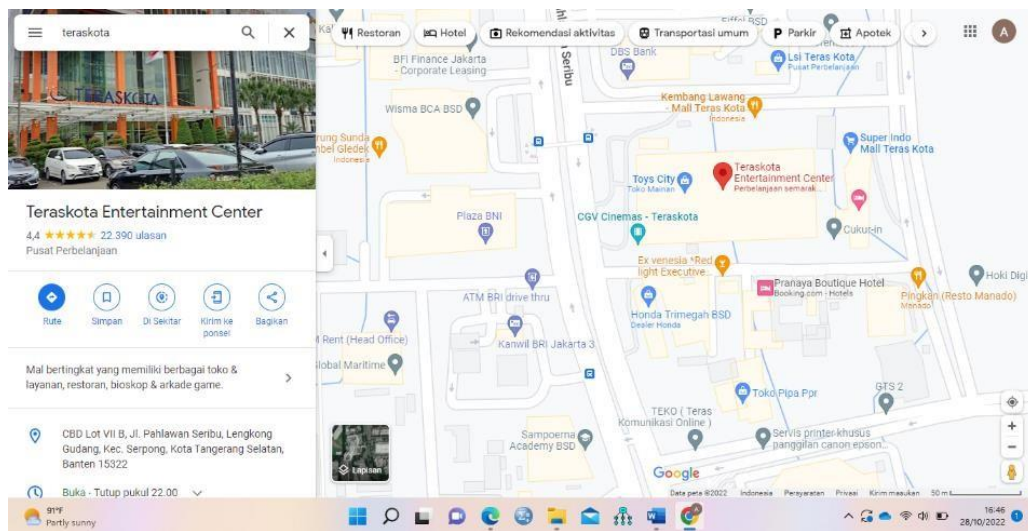 teraskota
TERASKOTA
Teraskota Entertainment Center
4,4 22.390 ulasan
Pusat Perbelanjaan
Rute
Simpan
Di Sekitar
Kirim ke
ponsel
Bagikan
Mal bertingkat yang memiliki berbagai toko &
layanan, restoran, bioskop & arkade game.
CBD Lot VII B, Jl. Pahlawan Seribu, Lengkong
Gudang, Kec. Serpong, Kota Tangerang Selatan,
Banten 15322
Buka - Tutup pukul 22.00
Restoran
Hotel
Rekomendasi aktivitas
Transportasi umum
P Parkir
Apotek
A
BFI Finance Jakarta
- Corporate Leasing
Seribu
DBS Bank
Lsi Teras Kota
Pusat Perbelanjaan
Wisma BCA BSD
Kembang Lawang
- Mall Teras Kota
Indonesia
Super Indo
Mall Teras Kota
Sunda
Gledek
Indonesia
Toys City
Toko Mainan
Teraskota
Entertainment Center
Perbelanjaan semarak...
Plaza BNI
CGV Cinemas - Teraskota
Cukur-in
Ex venesia *Red
light Executive...
Pranaya Boutique Hotel
Booking.com - Hotels
Hoki Digi
ATM BRI drive thru
Honda Trimegah BSD
Dealer Honda
Pingkan (Resto Manado)
Manado
Rent (Head Office)
Kanwil BRI Jakarta 3
Global Maritime
Toko Pipa Ppr
GTS 2
TEKO ( Teras
Komunikasi Online )
Sampoerna
Academy BSD
Servis printer khusus
panggilan canon epson...
Lapisan
Google
Data peta ©2022 Indonesia Persyaratan Privasi Kirim masukan 50 m
91°F
Partly sunny
16:46
28/10/2022